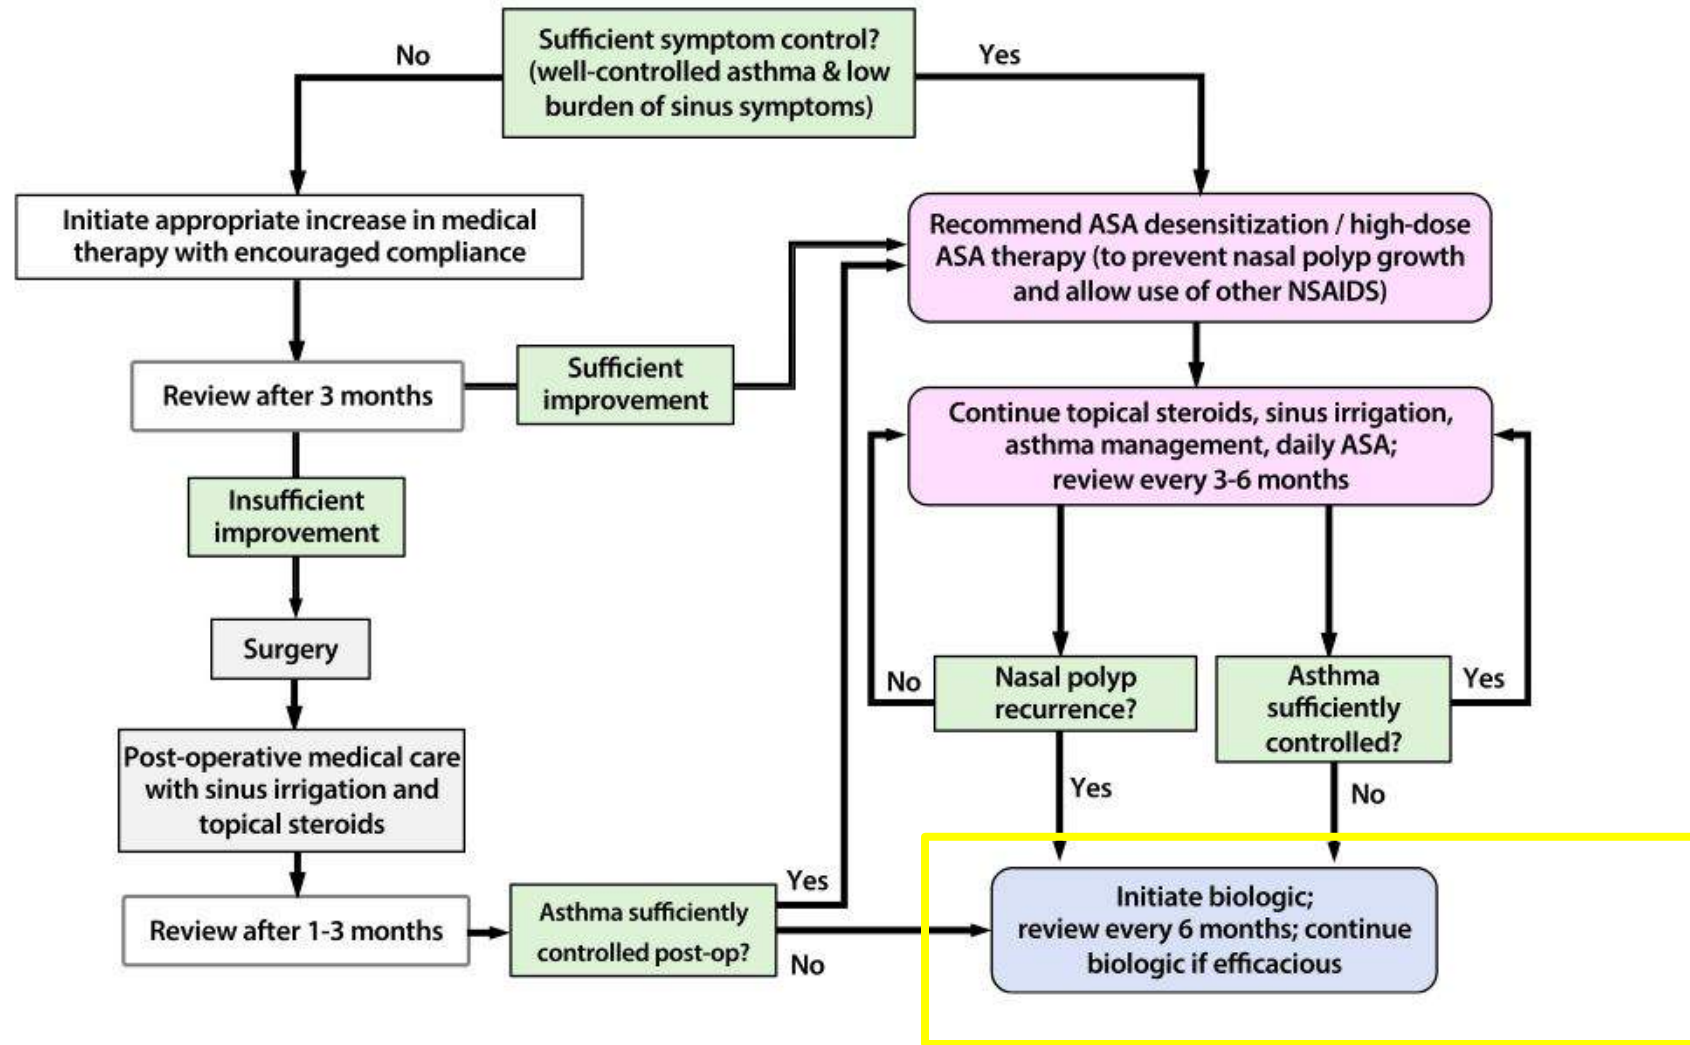 Sufficient symptom control?
(well-controlled asthma & low
burden of sinus symptoms)
No
Yes
Initiate appropriate increase in medical
therapy with encouraged compliance
Recommend ASA desensitization / high-dose
ASA therapy (to prevent nasal polyp growth
and allow use of other NSAIDS)
Review after 3 months
Sufficient
improvement
Continue topical steroids, sinus irrigation,
asthma management, daily ASA;
review every 3-6 months
Insufficient
improvement
Surgery
No
Nasal polyp
recurrence?
Asthma
sufficiently
controlled?
Yes
Post-operative medical care
with sinus irrigation and
topical steroids
Yes
No
Review after 1-3 months
Asthma sufficiently
controlled post-op?
Yes
No
Initiate biologic;
review every 6 months; continue
biologic if efficacious